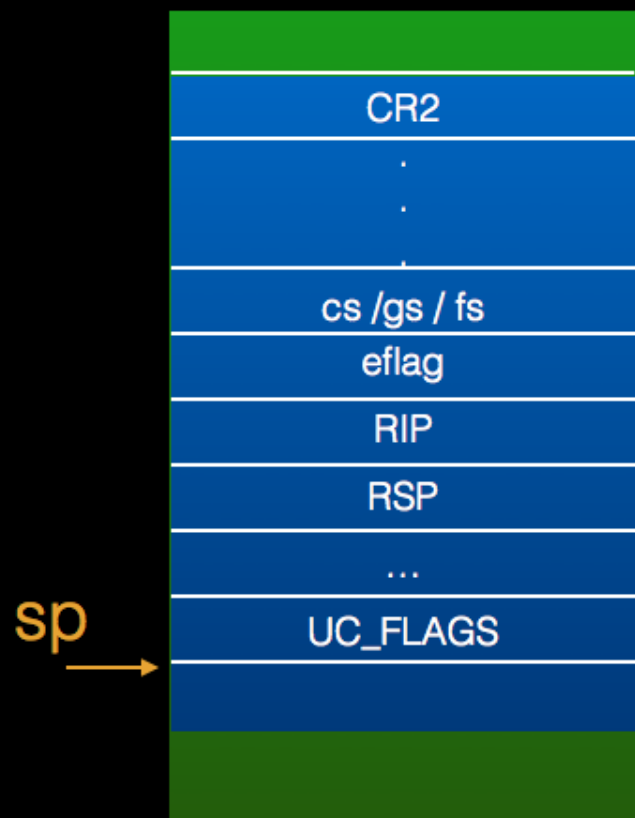 CR2
.
.
.
cs /gs / fs
eflag
RIP
RSP
...
sp
UC_FLAGS